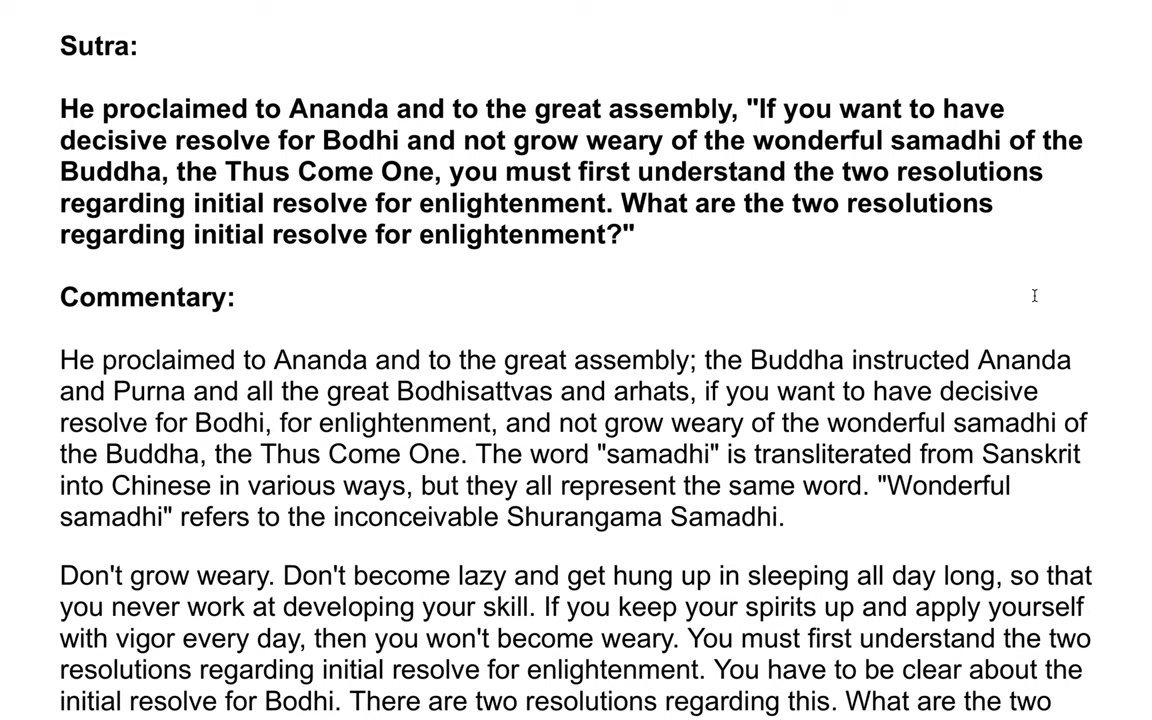 Sutra:
He proclaimed to Ananda and to the great assembly, "If you want to have
decisive resolve for Bodhi and not grow weary of the wonderful samadhi of the
Buddha, the Thus Come One, you must first understand the two resolutions
regarding initial resolve for enlightenment. What are the two resolutions
regarding initial resolve for enlightenment?"
Commentary:
He proclaimed to Ananda and to the great assembly; the Buddha instructed Ananda
and Purna and all the great Bodhisattvas and arhats, if you want to have decisive
resolve for Bodhi, for enlightenment, and not grow weary of the wonderful samadhi of
the Buddha, the Thus Come One. The word "samadhi" is transliterated from Sanskrit
into Chinese in various ways, but they all represent the same word. "Wonderful
samadhi" refers to the inconceivable Shurangama Samadhi.
Don't grow weary. Don't become lazy and get hung up in sleeping all day long, so that
you never work at developing your skill. If you keep your spirits up and apply yourself
with vigor every day, then you won't become weary. You must first understand the two
resolutions regarding initial resolve for enlightenment. You have to be clear about the
initial resolve for Bodhi. There are two resolutions regarding this. What are the two